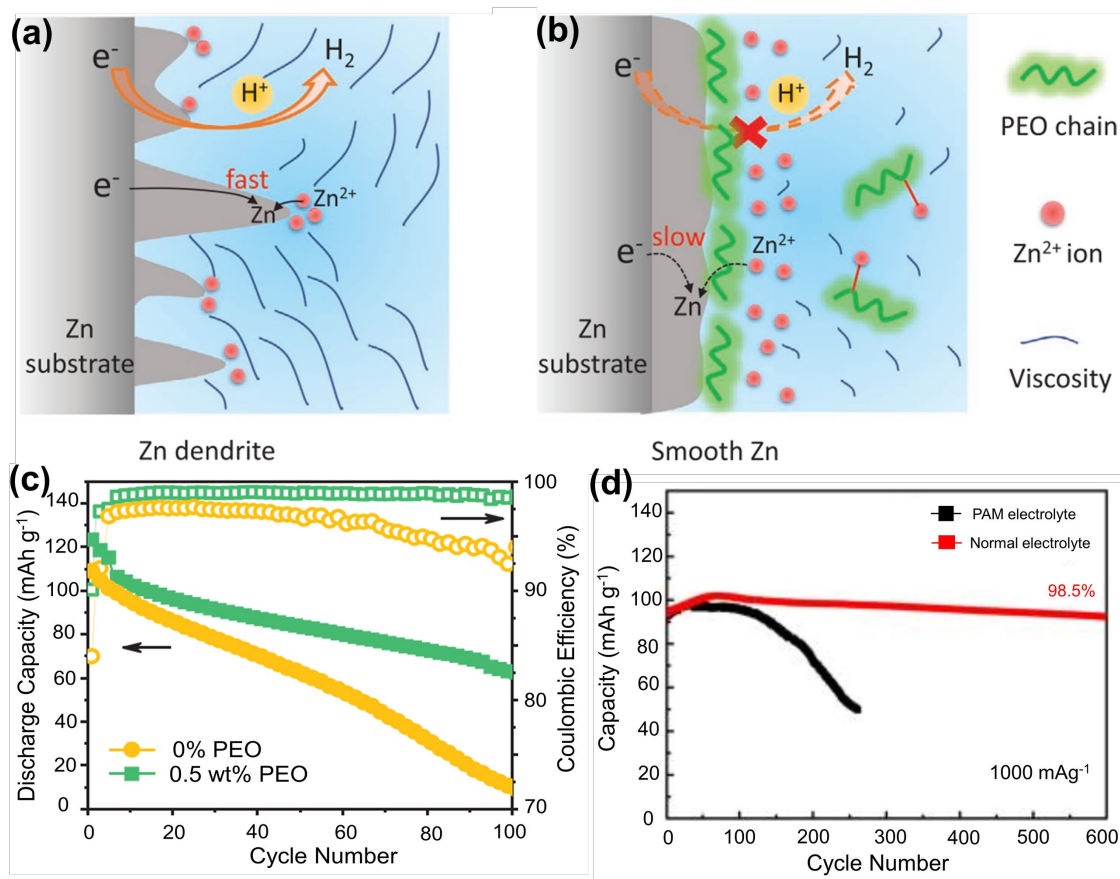 (a)
e⁻
H⁺
H₂
e⁻
fast
Zn
Zn²⁺
Zn
substrate
Zn dendrite
(b)
e⁻
H⁺
H₂
e⁻
slow
Zn²⁺
Zn
Zn
substrate
Smooth Zn
PEO chain
Zn²⁺ ion
Viscosity
(c)
Discharge Capacity (mAh g⁻¹)
140
120
100
80
60
40
20
0
100
90
80
70
Coulombic Efficiency (%)
0% PEO
0.5 wt% PEO
0 20 40 60 80 100
Cycle Number
(d)
Capacity (mAh g⁻¹)
140
120
100
80
60
40
20
0
PAM electrolyte
Normal electrolyte
98.5%
1000 mAg⁻¹
0 100 200 300 400 500 600
Cycle Number